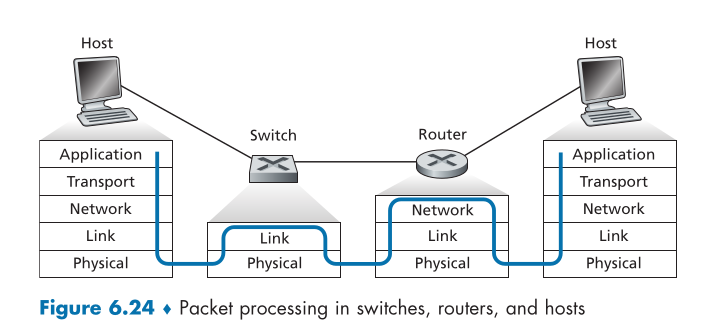 Host
Host
Switch
Router
Application
Transport
Network
Link
Physical
Link
Physical
Network
Link
Physical
Application
Transport
Network
Link
Physical
Figure 6.24 ♦ Packet processing in switches, routers, and hosts